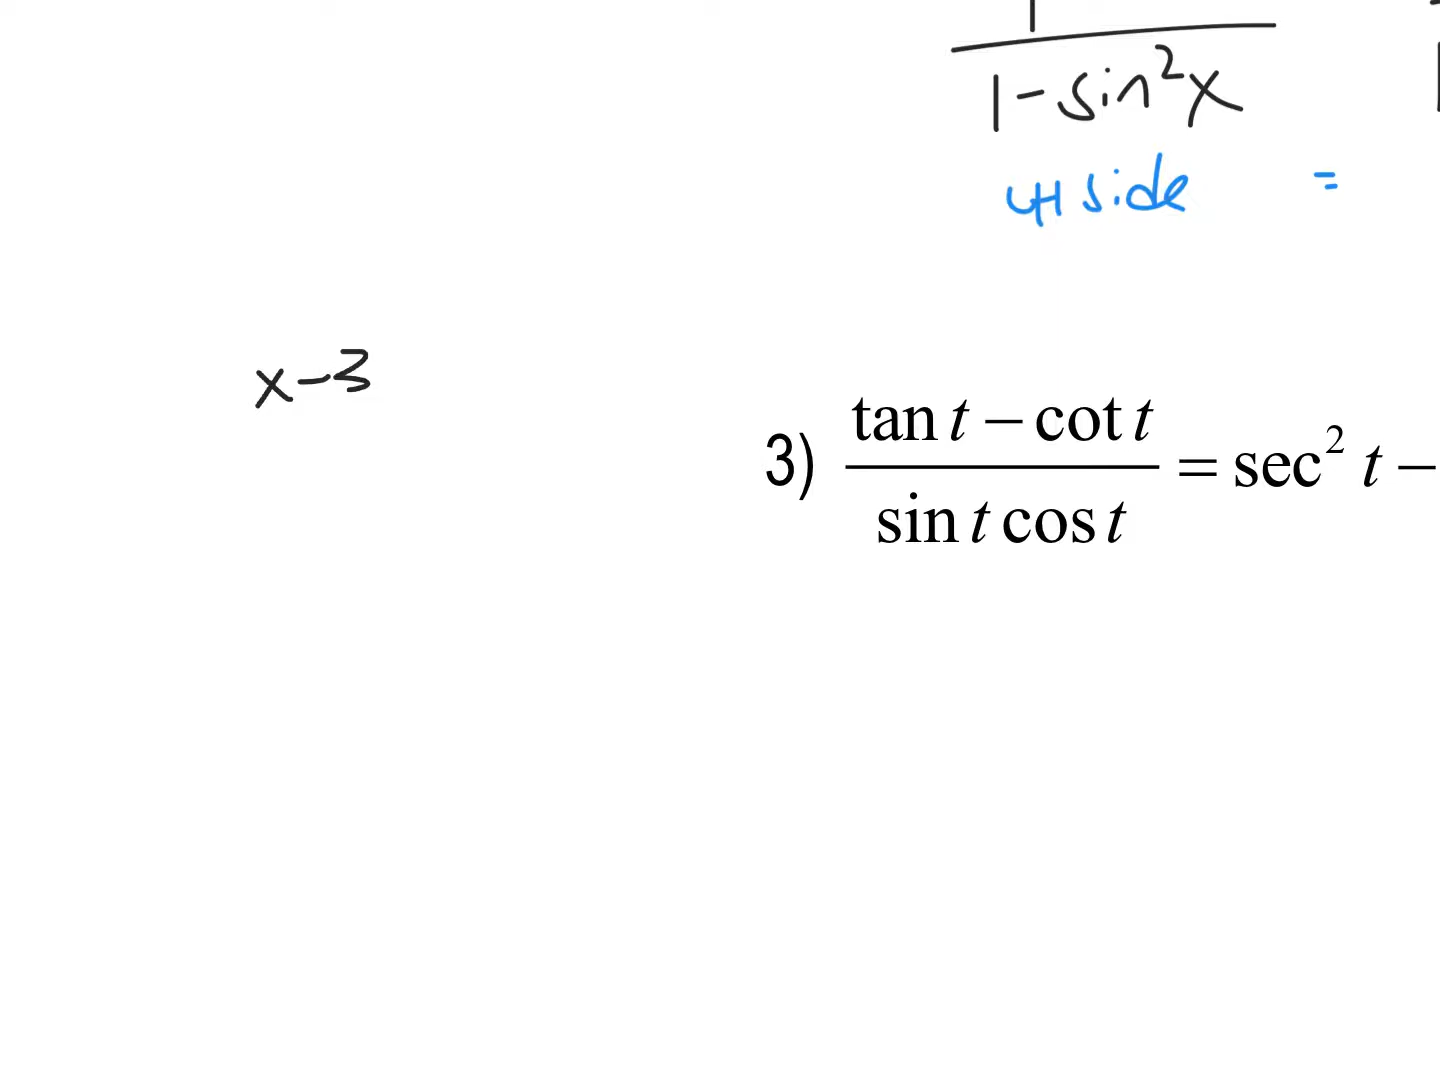 1 - sin²x
side =
x - 3
3) (tan t − cot t) / (sin t cos t) = sec² t −